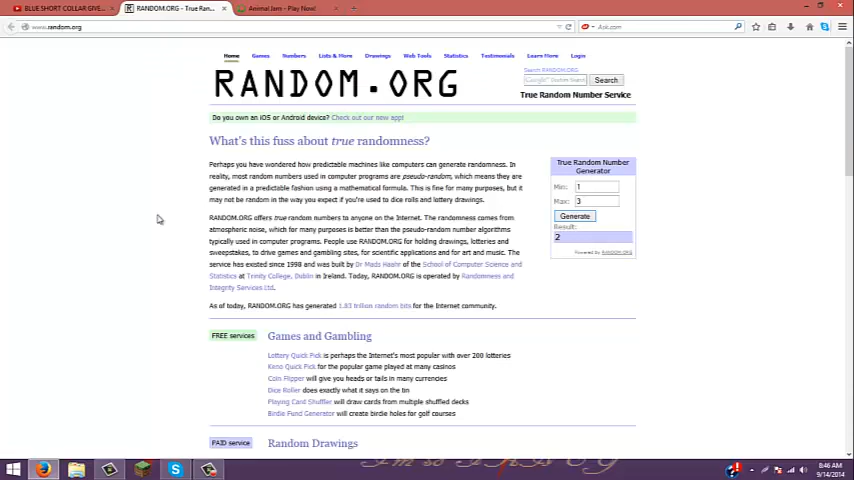 BLUE SHORT COLLAR GIVE...
RANDOM.ORG - True Ran...
Animal Jam - Play Now!
www.random.org
Ask.com
Home Games Numbers Lists & More Drawings Web Tools Statistics Testimonials Learn More Login
RANDOM.ORG
Search RANDOM.ORG
Google™ Custom Search
Search
True Random Number Service
Do you own an iOS or Android device? Check out our new app!
What's this fuss about true randomness?
Perhaps you have wondered how predictable machines like computers can generate randomness. In
reality, most random numbers used in computer programs are pseudo-random, which means they are
generated in a predictable fashion using a mathematical formula. This is fine for many purposes, but it
may not be random in the way you expect if you're used to dice rolls and lottery drawings.
RANDOM.ORG offers true random numbers to anyone on the Internet. The randomness comes from
atmospheric noise, which for many purposes is better than the pseudo-random number algorithms
typically used in computer programs. People use RANDOM.ORG for holding drawings, lotteries and
sweepstakes, to drive games and gambling sites, for scientific applications and for art and music. The
service has existed since 1998 and was built by Dr Mads Haahr of the School of Computer Science and
Statistics at Trinity College, Dublin in Ireland. Today, RANDOM.ORG is operated by Randomness and
Integrity Services Ltd.
As of today, RANDOM.ORG has generated 1.83 trillion random bits for the Internet community.
True Random Number
Generator
Min: 1
Max: 3
Generate
Result:
2
Powered by RANDOM.ORG
FREE services
Games and Gambling
Lottery Quick Pick is perhaps the Internet's most popular with over 200 lotteries
Keno Quick Pick for the popular game played at many casinos
Coin Flipper will give you heads or tails in many currencies
Dice Roller does exactly what it says on the tin
Playing Card Shuffler will draw cards from multiple shuffled decks
Birdie Fund Generator will create birdie holes for golf courses
PAID service
Random Drawings
8:46 AM
9/14/2014